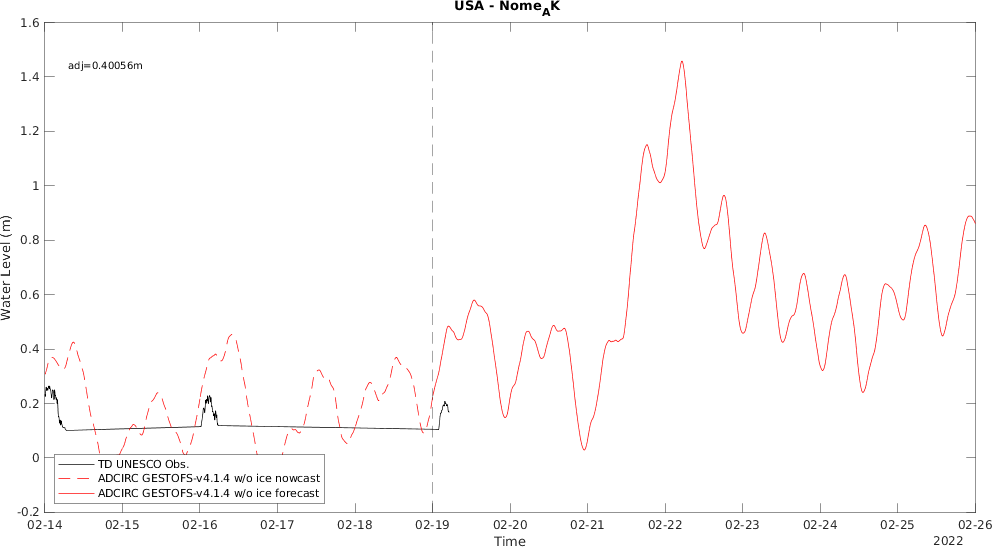 USA - Nome_AK
adj=0.40056m
Water Level (m)
1.6
1.4
1.2
1
0.8
0.6
0.4
0.2
0
-0.2
TD UNESCO Obs.
ADCIRC GESTOFS-v4.1.4 w/o ice nowcast
ADCIRC GESTOFS-v4.1.4 w/o ice forecast
02-14 02-15 02-16 02-17 02-18 02-19 02-20 02-21 02-22 02-23 02-24 02-25 02-26
Time
2022